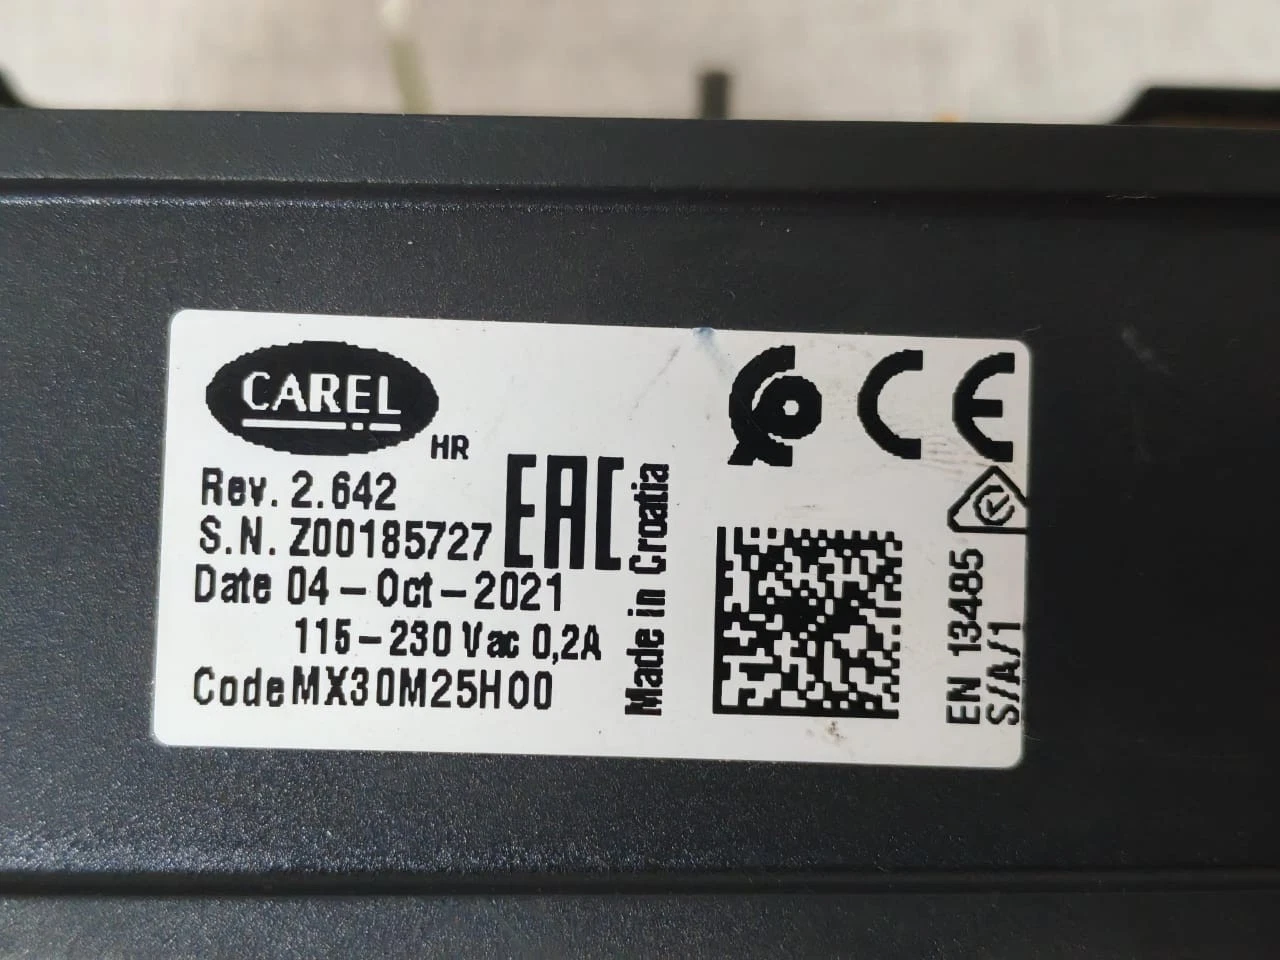 CAREL
HR
Rev. 2.642
S.N. Z00185727
Date 04-Oct-2021
115-230 Vac 0,2A
Code MX30M25H00
EAC
Made in Croatia
CE
EN 13485
S/A/1